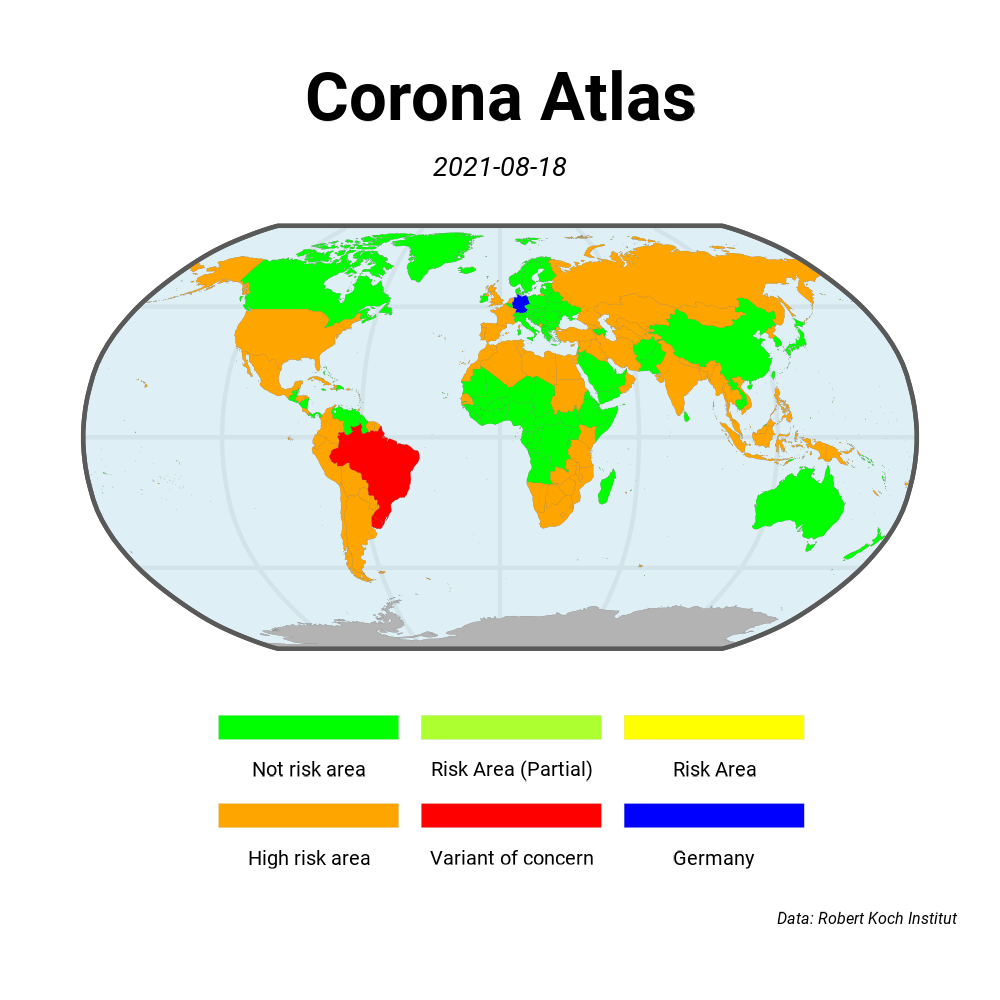 Corona Atlas
2021-08-18
Not risk area
Risk Area (Partial)
Risk Area
High risk area
Variant of concern
Germany
Data: Robert Koch Institut